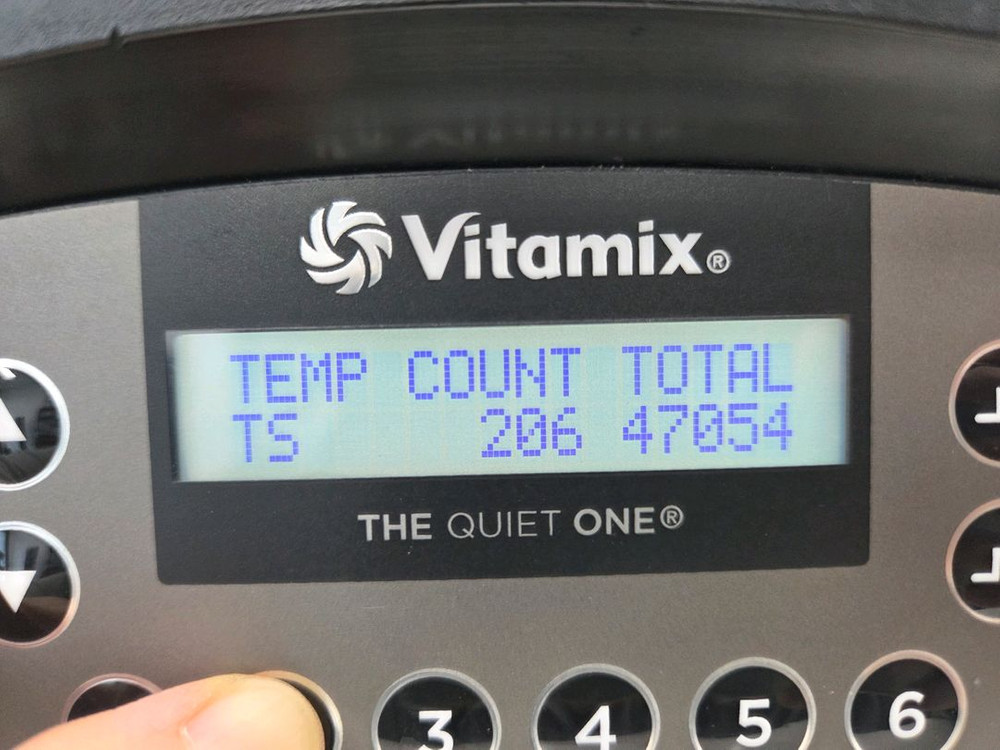 Vitamix®
TEMP COUNT TOTAL
TS 206 47054
THE QUIET ONE®
3 4 5 6